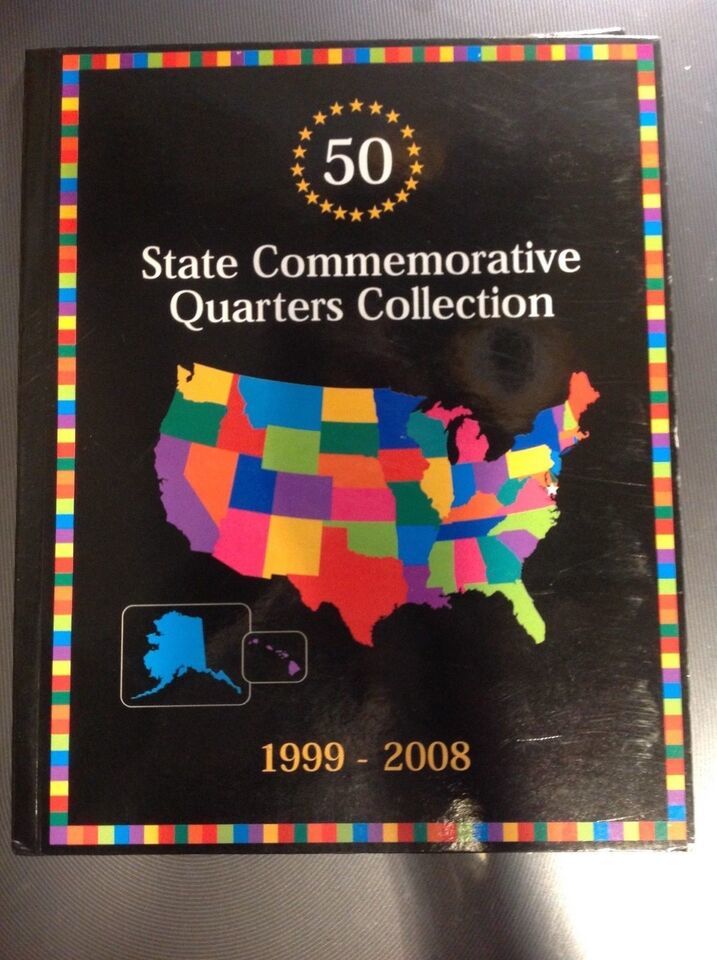 50
State Commemorative
Quarters Collection
1999 - 2008